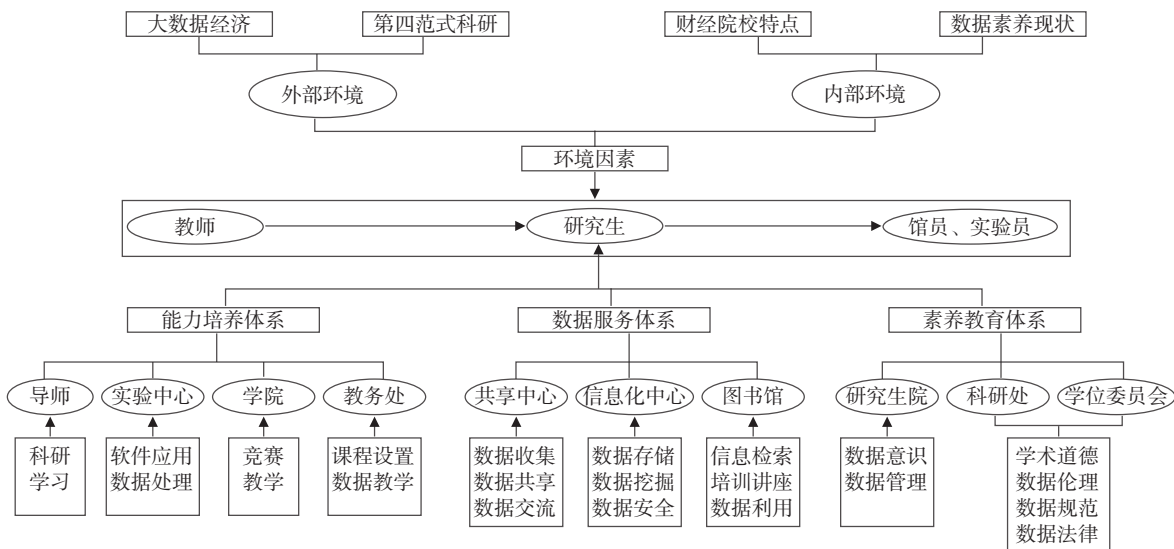 大数据经济
第四范式科研
财经院校特点
数据素养现状
外部环境
内部环境
环境因素
教师
研究生
馆员、实验员
能力培养体系
数据服务体系
素养教育体系
导师
实验中心
学院
教务处
共享中心
信息化中心
图书馆
研究生院
科研处
学位委员会
科研
学习
软件应用
数据处理
竞赛
教学
课程设置
数据教学
数据收集
数据共享
数据交流
数据存储
数据挖掘
数据安全
信息检索
培训讲座
数据利用
数据意识
数据管理
学术道德
数据伦理
数据规范
数据法律